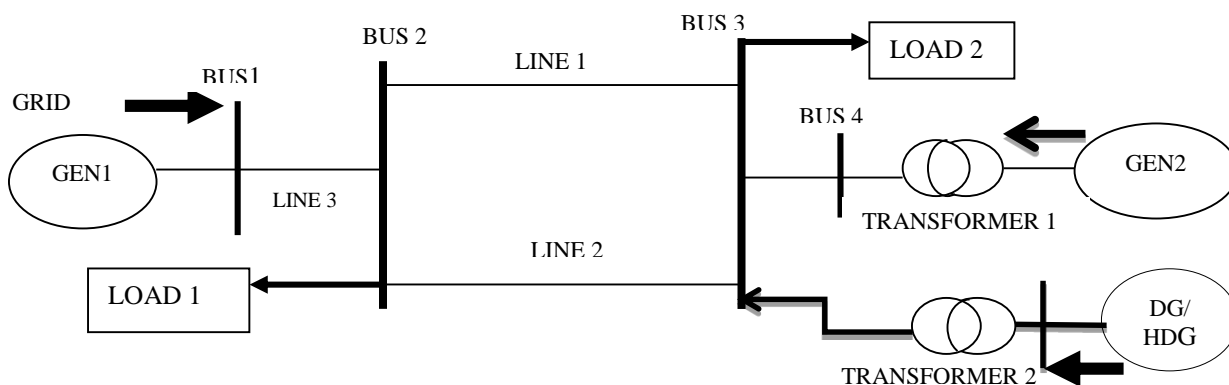 BUS 3
BUS 2
LOAD 2
LINE 1
BUS1
GRID
BUS 4
GEN1
GEN2
LINE 3
TRANSFORMER 1
LINE 2
LOAD 1
DG/
HDG
TRANSFORMER 2